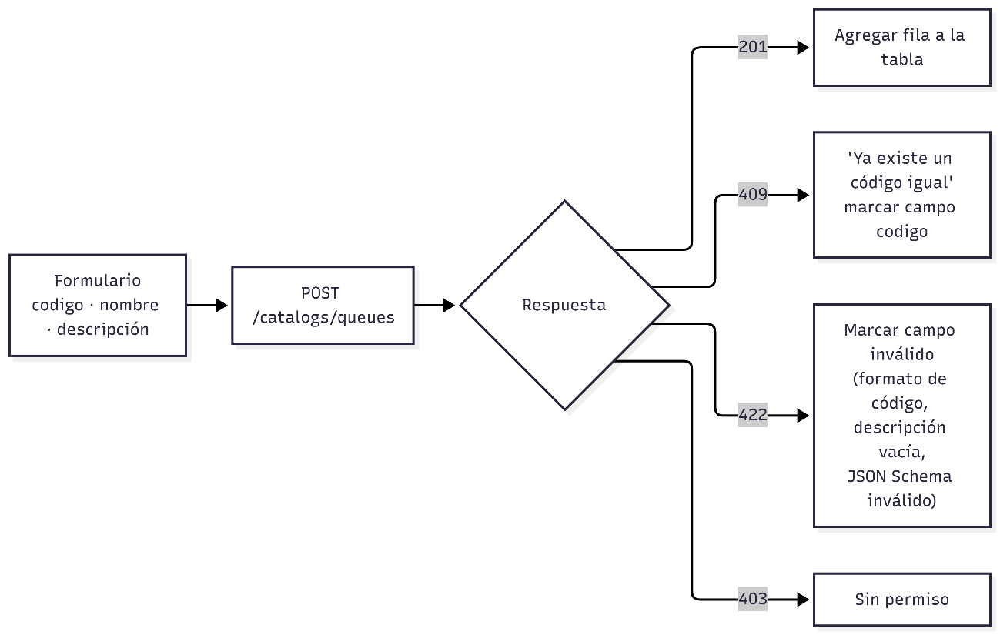 Formulario
codigo · nombre
· descripción
POST
/catalogs/queues
Respuesta
201
Agregar fila a la
tabla
409
'Ya existe un
código igual'
marcar campo
codigo
422
Marcar campo
inválido
(formato de
código,
descripción
vacía,
JSON Schema
inválido)
403
Sin permiso